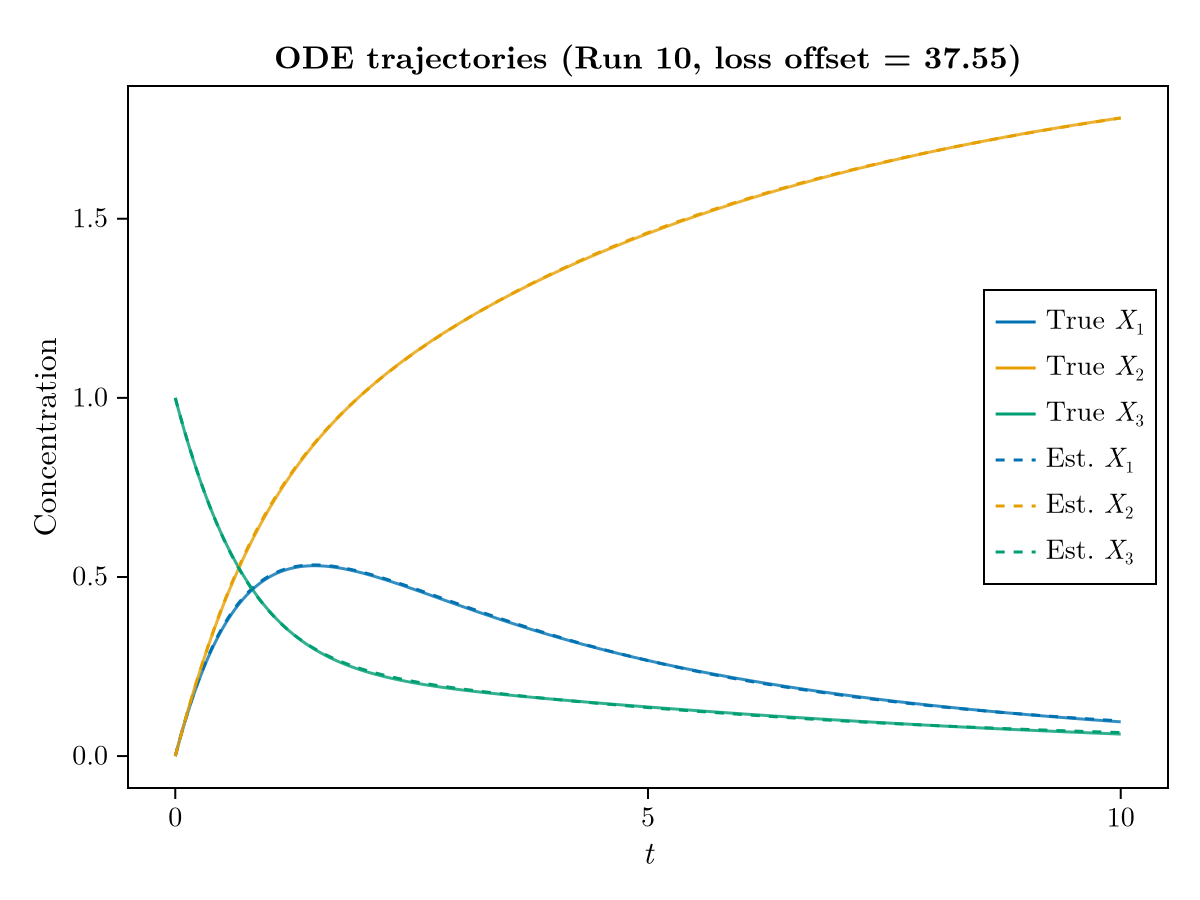 ODE trajectories (Run 10, loss offset = 37.55)
Concentration
1.5
1.0
0.5
0.0
0
5
10
t
True X₁
True X₂
True X₃
Est. X₁
Est. X₂
Est. X₃